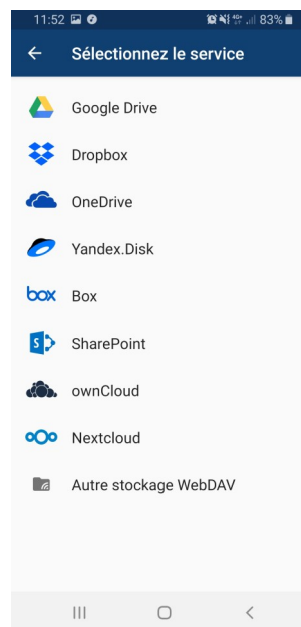 11:52 4G+ 83%
Sélectionnez le service
Google Drive
Dropbox
OneDrive
Yandex.Disk
box Box
S SharePoint
ownCloud
Nextcloud
Autre stockage WebDAV